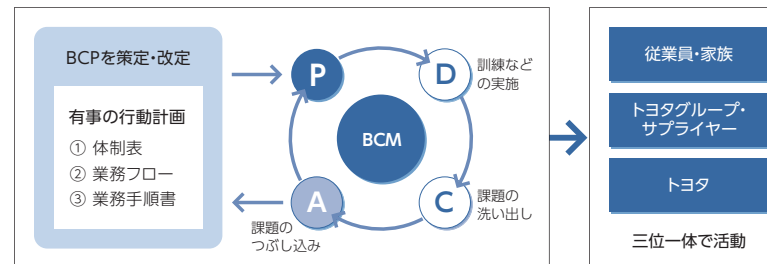 BCPを策定・改定
有事の行動計画
① 体制表
② 業務フロー
③ 業務手順書
P
D
訓練など
の実施
BCM
A
課題の
つぶし込み
C
課題の
洗い出し
従業員・家族
トヨタグループ・
サプライヤー
トヨタ
三位一体で活動